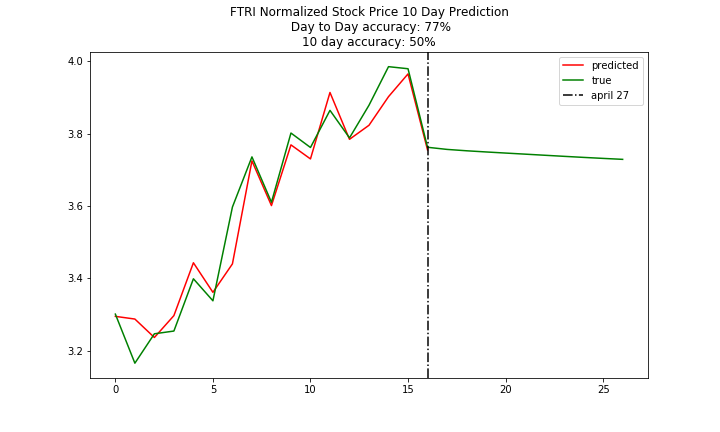 FTRI Normalized Stock Price 10 Day Prediction
Day to Day accuracy: 77%
10 day accuracy: 50%
predicted
true
april 27
4.0
3.8
3.6
3.4
3.2
0 5 10 15 20 25